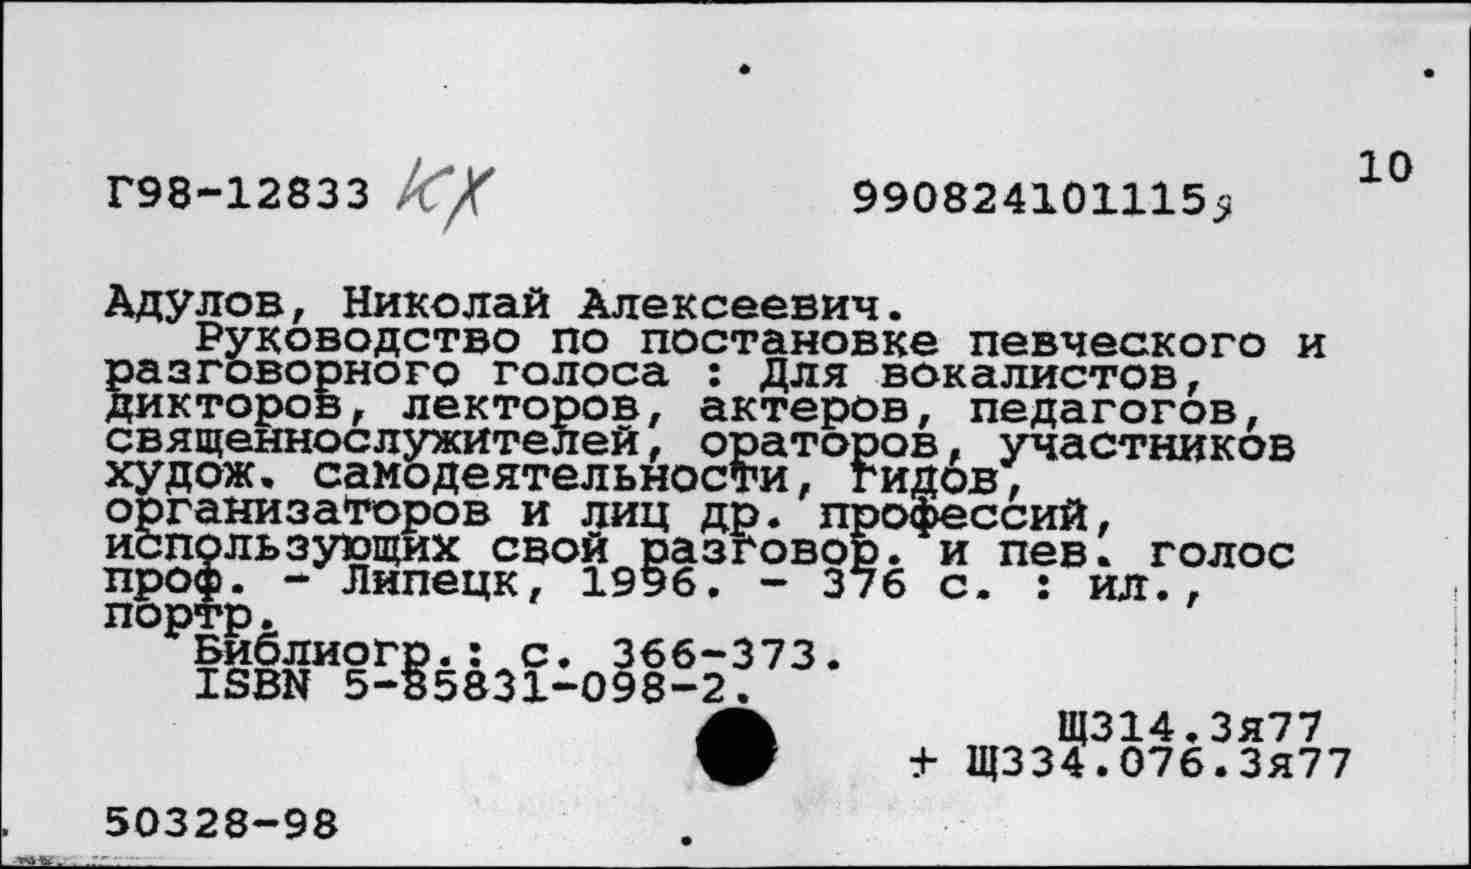 10
Г98-12833 КХ 990824101115
Адулов, Николай Алексеевич.
Руководство по постановке певческого и
разговорного голоса : Для вокалистов,
дикторов, лекторов, актеров, педагогов,
священнослужителей, ораторов, участников
худож. самодеятельности, гидов,
организаторов и лиц др. профессий,
использующих свой разговор. и пев. голос
проф. - Липецк, 1996. - 376 с. : ил.,
портр.
Библиогр.: с. 366-373.
ISBN 5-85831-098-2.
Щ314.3я77
+ Щ334.076.3я77
50328-98